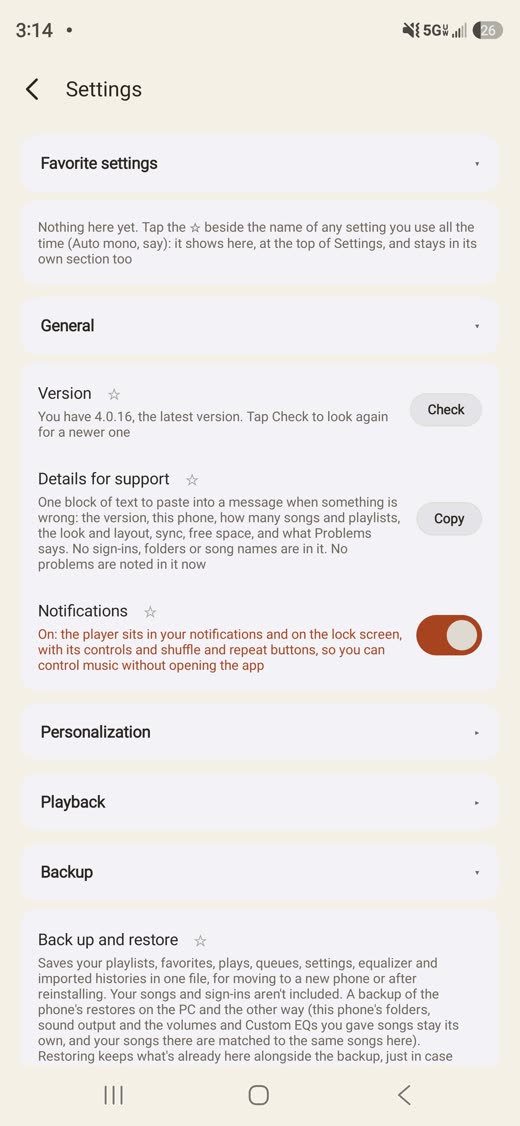 3:14
5G UW
26
Settings
Favorite settings
Nothing here yet. Tap the ☆ beside the name of any setting you use all the
time (Auto mono, say): it shows here, at the top of Settings, and stays in its
own section too
General
Version ☆
You have 4.0.16, the latest version. Tap Check to look again
for a newer one
Check
Details for support ☆
One block of text to paste into a message when something is
wrong: the version, this phone, how many songs and playlists,
the look and layout, sync, free space, and what Problems
says. No sign-ins, folders or song names are in it. No
problems are noted in it now
Copy
Notifications ☆
On: the player sits in your notifications and on the lock screen,
with its controls and shuffle and repeat buttons, so you can
control music without opening the app
Personalization
Playback
Backup
Back up and restore ☆
Saves your playlists, favorites, plays, queues, settings, equalizer and
imported histories in one file, for moving to a new phone or after
reinstalling. Your songs and sign-ins aren't included. A backup of the
phone's restores on the PC and the other way (this phone's folders,
sound output and the volumes and Custom EQs you gave songs stay its
own, and your songs there are matched to the same songs here).
Restoring keeps what's already here alongside the backup, just in case